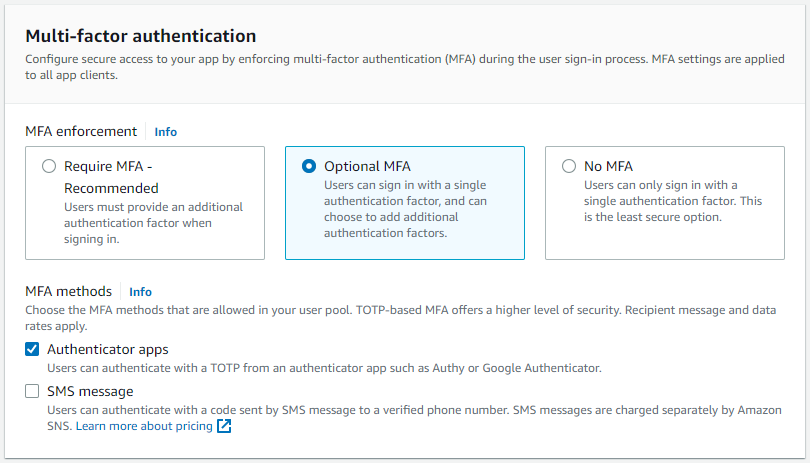 Multi-factor authentication
Configure secure access to your app by enforcing multi-factor authentication (MFA) during the user sign-in process. MFA settings are applied
to all app clients.
MFA enforcement Info
Require MFA -
Recommended
Users must provide an additional
authentication factor when
signing in.
Optional MFA
Users can sign in with a single
authentication factor, and can
choose to add additional
authentication factors.
No MFA
Users can only sign in with a
single authentication factor. This
is the least secure option.
MFA methods Info
Choose the MFA methods that are allowed in your user pool. TOTP-based MFA offers a higher level of security. Recipient message and data
rates apply.
Authenticator apps
Users can authenticate with a TOTP from an authenticator app such as Authy or Google Authenticator.
SMS message
Users can authenticate with a code sent by SMS message to a verified phone number. SMS messages are charged separately by Amazon
SNS. Learn more about pricing